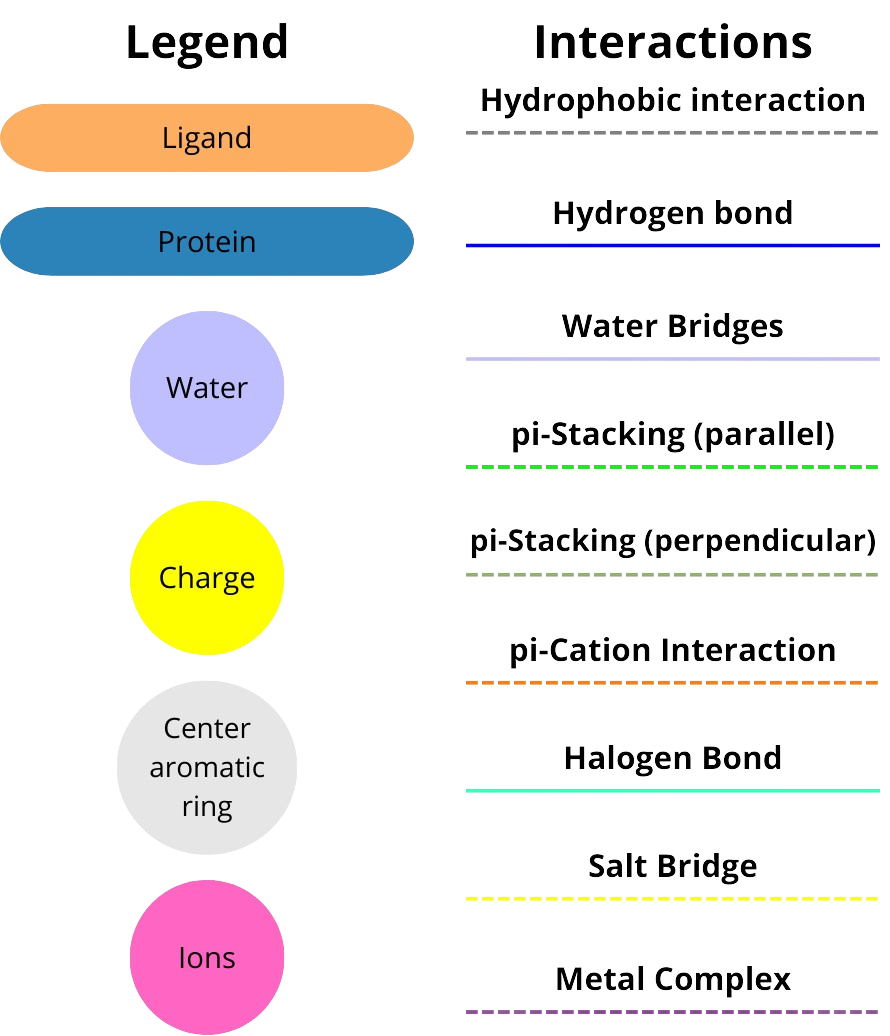 Legend
Ligand
Protein
Water
Charge
Center
aromatic
ring
Ions
Interactions
Hydrophobic interaction
Hydrogen bond
Water Bridges
pi-Stacking (parallel)
pi-Stacking (perpendicular)
pi-Cation Interaction
Halogen Bond
Salt Bridge
Metal Complex